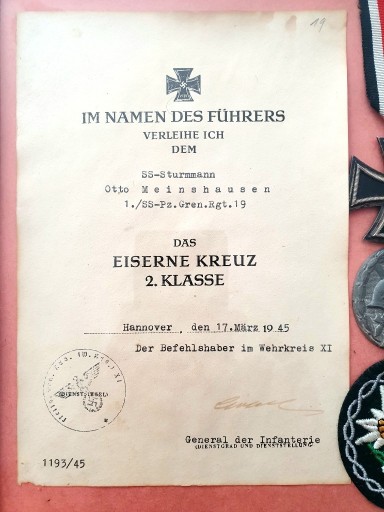 19
IM NAMEN DES FÜHRERS
VERLEIHE ICH
DEM
SS-Sturmmann
Otto Meinshausen
1./SS-Pz.Gren.Rgt.19
DAS
EISERNE KREUZ
2. KLASSE
Hannover, den 17. März 1945
Der Befehlshaber im Wehrkreis XI
(DIENSTSIEGEL)
General der Infanterie
(DIENSTGRAD UND DIENSTSTELLUNG)
1193/45